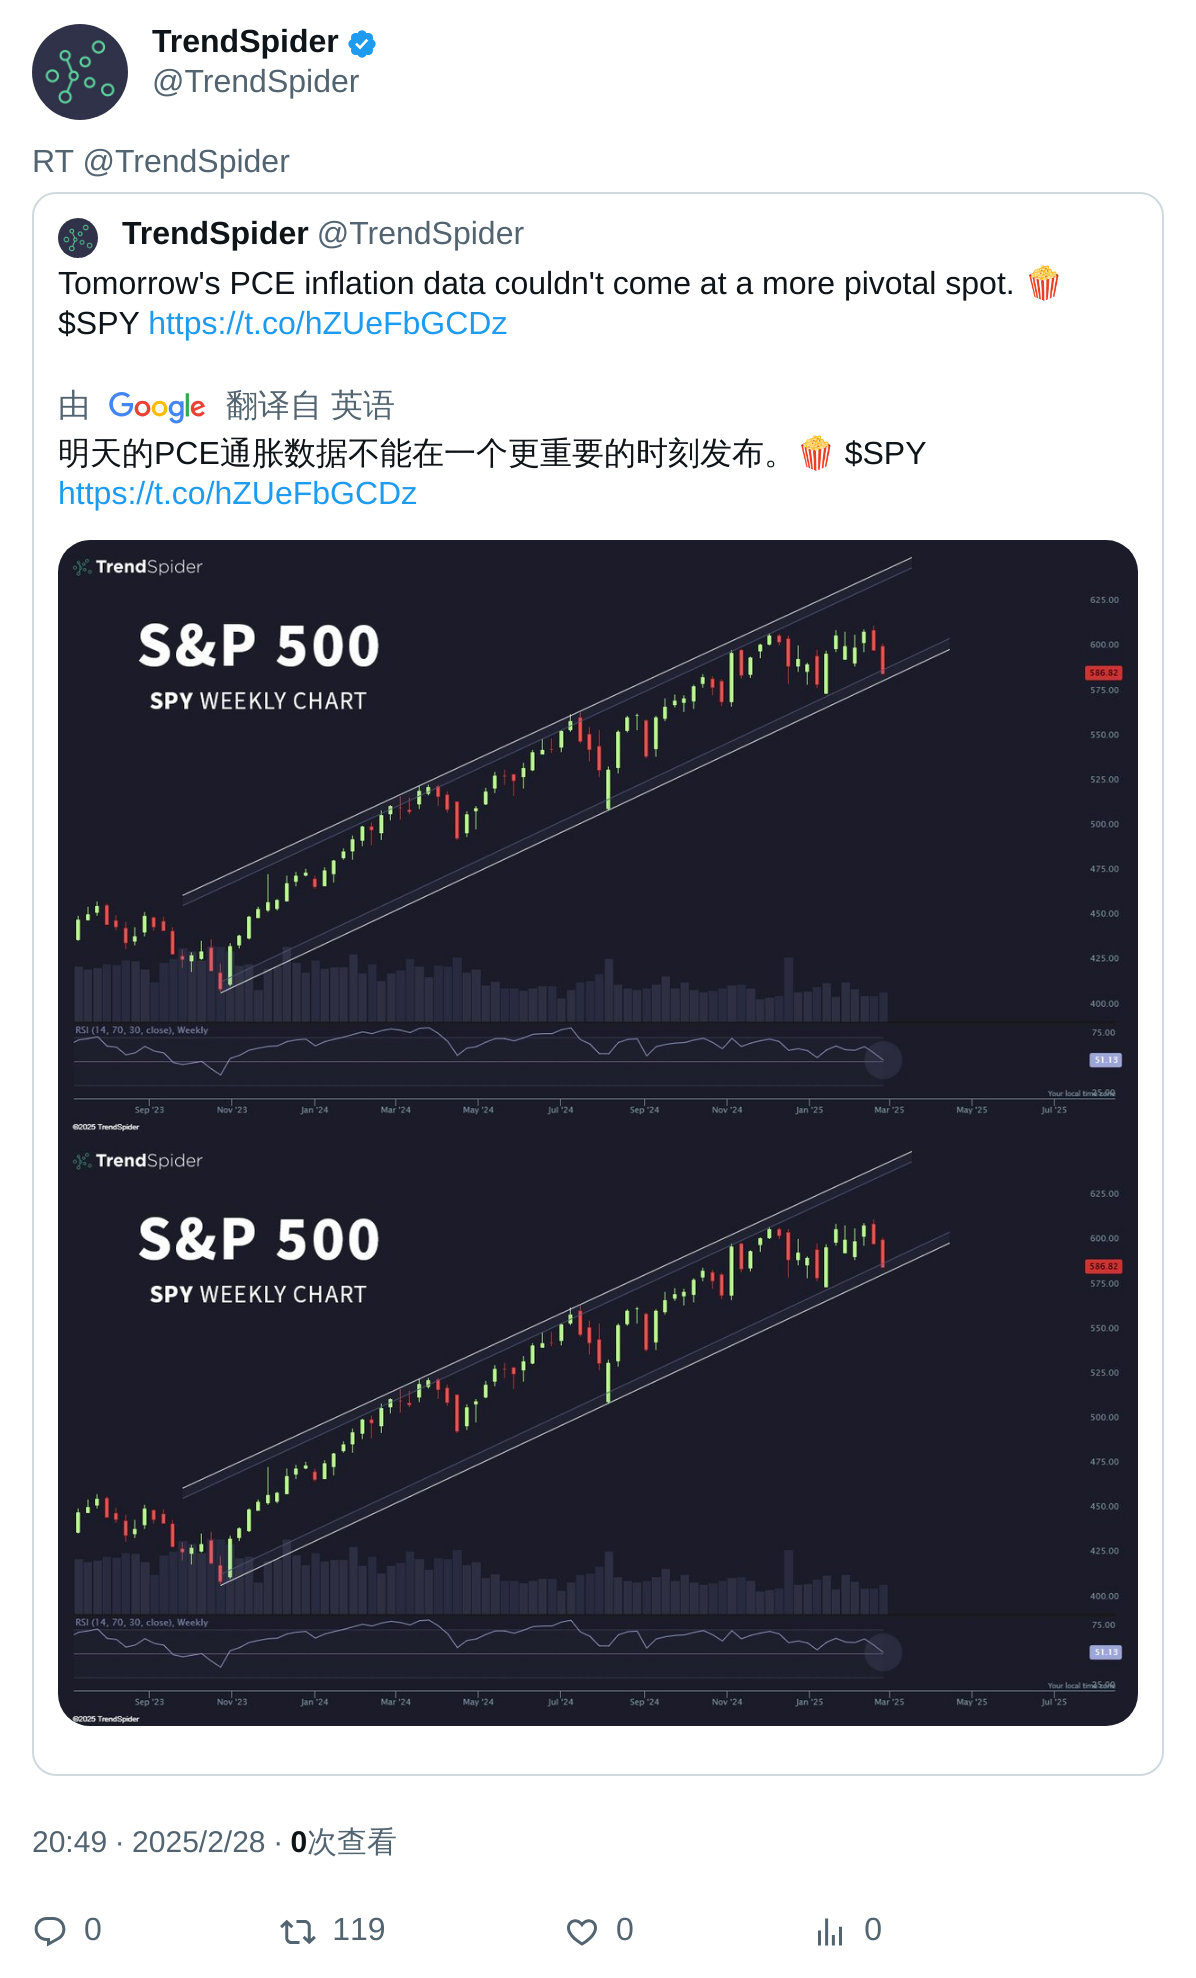 TrendSpider
@TrendSpider
RT @TrendSpider
TrendSpider @TrendSpider
Tomorrow's PCE inflation data couldn't come at a more pivotal spot. 🍿
$SPY https://t.co/hZUeFbGCDz
由 Google 翻译自 英语
明天的PCE通胀数据不能在一个更重要的时刻发布。🍿 $SPY
https://t.co/hZUeFbGCDz
TrendSpider
S&P 500
SPY WEEKLY CHART
625.00
600.00
586.82
575.00
550.00
525.00
500.00
475.00
450.00
425.00
400.00
RSI (14, 70, 30, close), Weekly
75.00
51.13
25.00
Your local time zone
Sep '23 Nov '23 Jan '24 Mar '24 May '24 Jul '24 Sep '24 Nov '24 Jan '25 Mar '25 May '25 Jul '25
©2025 TrendSpider
TrendSpider
S&P 500
SPY WEEKLY CHART
625.00
600.00
586.82
575.00
550.00
525.00
500.00
475.00
450.00
425.00
400.00
RSI (14, 70, 30, close), Weekly
75.00
51.13
25.00
Your local time zone
Sep '23 Nov '23 Jan '24 Mar '24 May '24 Jul '24 Sep '24 Nov '24 Jan '25 Mar '25 May '25 Jul '25
©2025 TrendSpider
20:49 · 2025/2/28 · 0次查看
0 119 0 0